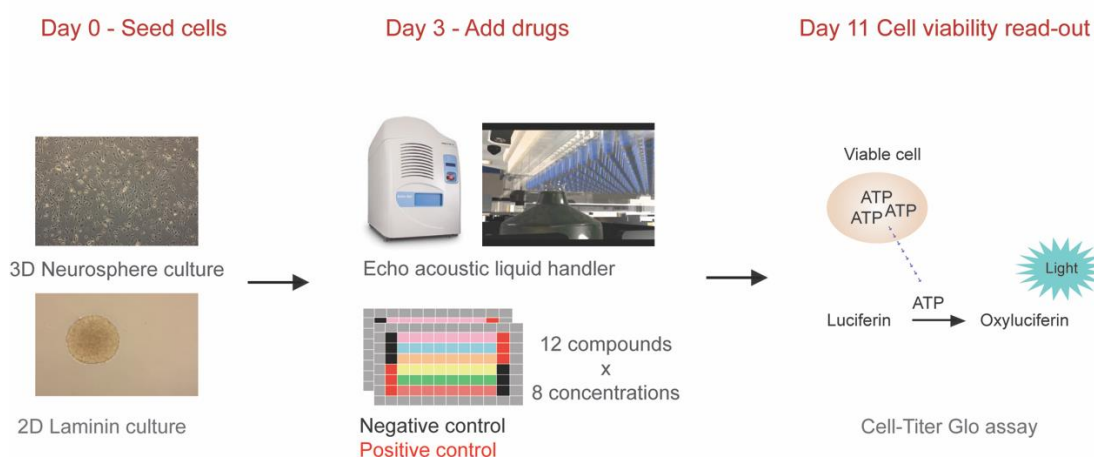 Day 0 - Seed cells
3D Neurosphere culture
2D Laminin culture
Day 3 - Add drugs
Echo acoustic liquid handler
12 compounds
x
8 concentrations
Negative control
Positive control
Day 11 Cell viability read-out
Viable cell
ATP
ATP ATP
Light
ATP
Luciferin
Oxyluciferin
Cell-Titer Glo assay